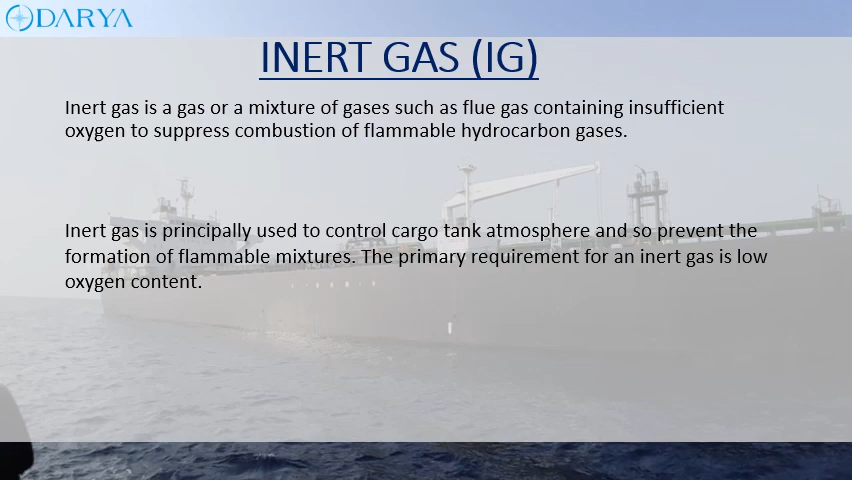 DARYA
INERT GAS (IG)
Inert gas is a gas or a mixture of gases such as flue gas containing insufficient
oxygen to suppress combustion of flammable hydrocarbon gases.
Inert gas is principally used to control cargo tank atmosphere and so prevent the
formation of flammable mixtures. The primary requirement for an inert gas is low
oxygen content.